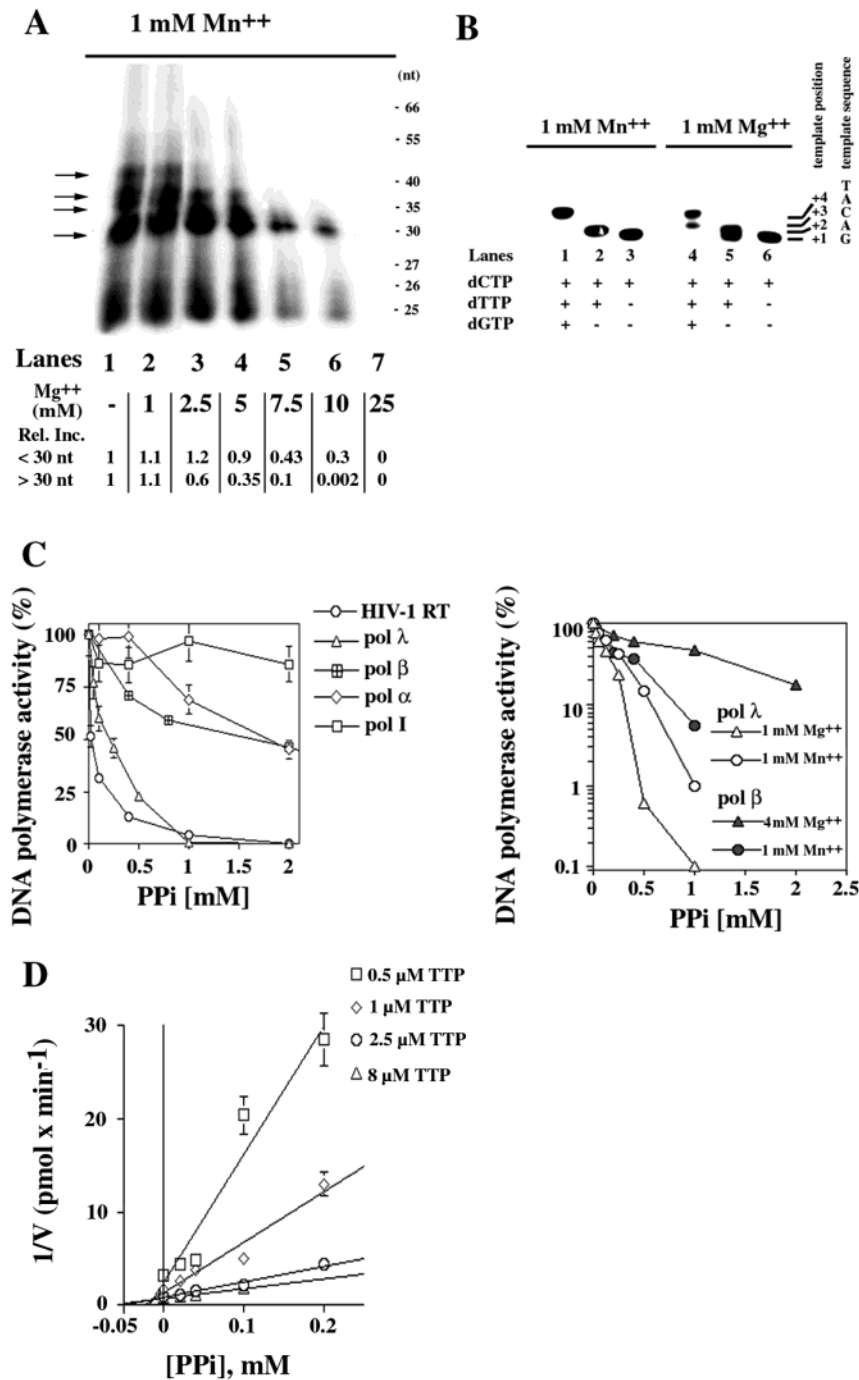 A
1 mM Mn++
(nt)
- 66
- 55
- 40
- 35
- 30
- 27
- 26
- 25
Lanes 1 2 3 4 5 6 7
Mg++ (mM) - 1 2.5 5 7.5 10 25
Rel. Inc.
< 30 nt 1 1.1 1.2 0.9 0.43 0.3 0
> 30 nt 1 1.1 0.6 0.35 0.1 0.002 0
B
1 mM Mn++ 1 mM Mg++
template position
template sequence
T
+4 A
+3 C
+2 A
+1 G
Lanes 1 2 3 4 5 6
dCTP + + + + + +
dTTP + + - + + -
dGTP + - - + - -
C
DNA polymerase activity (%)
100
75
50
25
0
0 0.5 1 2
PPi [mM]
HIV-1 RT
pol λ
pol β
pol α
pol I
DNA polymerase activity (%)
100
10
1
0.1
0 0.5 1 2 2.5
PPi [mM]
pol λ
1 mM Mg++
1 mM Mn++
pol β
4mM Mg++
1 mM Mn++
D
0.5 μM TTP
1 μM TTP
2.5 μM TTP
8 μM TTP
1/V (pmol x min-1)
30
20
10
0
-0.05 0 0.1 0.2
[PPi], mM